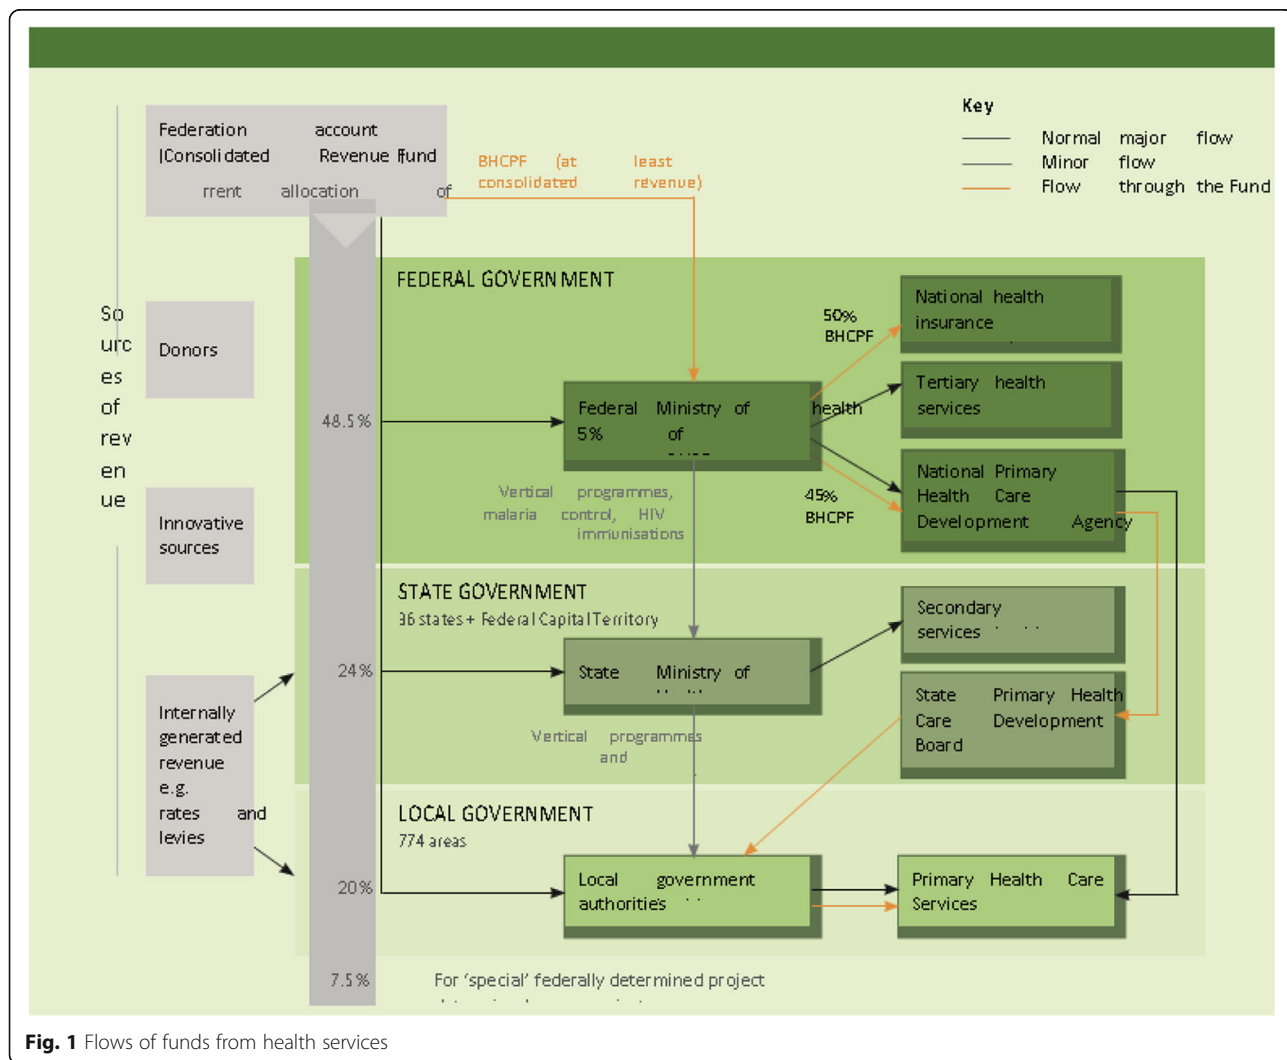 Federation account
(Consolidated Revenue Fund
rrent allocation of
BHCPF (at least
consolidated revenue)
Key
Normal major flow
Minor flow
Flow through the Fund
So
urc
es
of
rev
en
ue
Donors
Innovative
sources
Internally
generated
revenue
e.g.
rates and
levies
48.5%
24%
20%
7.5%
FEDERAL GOVERNMENT
Federal Ministry of health
5% of
50%
BHCPF
45%
BHCPF
National health
insurance
Tertiary health
services
National Primary
Health Care
Development Agency
Vertical programmes,
malaria control, HIV
immunisations
STATE GOVERNMENT
36 states + Federal Capital Territory
State Ministry of
Secondary
services
State Primary Health
Care Development
Board
Vertical programmes
and
LOCAL GOVERNMENT
774 areas
Local government
authorities
Primary Health Care
Services
For ‘special’ federally determined project
Fig. 1 Flows of funds from health services